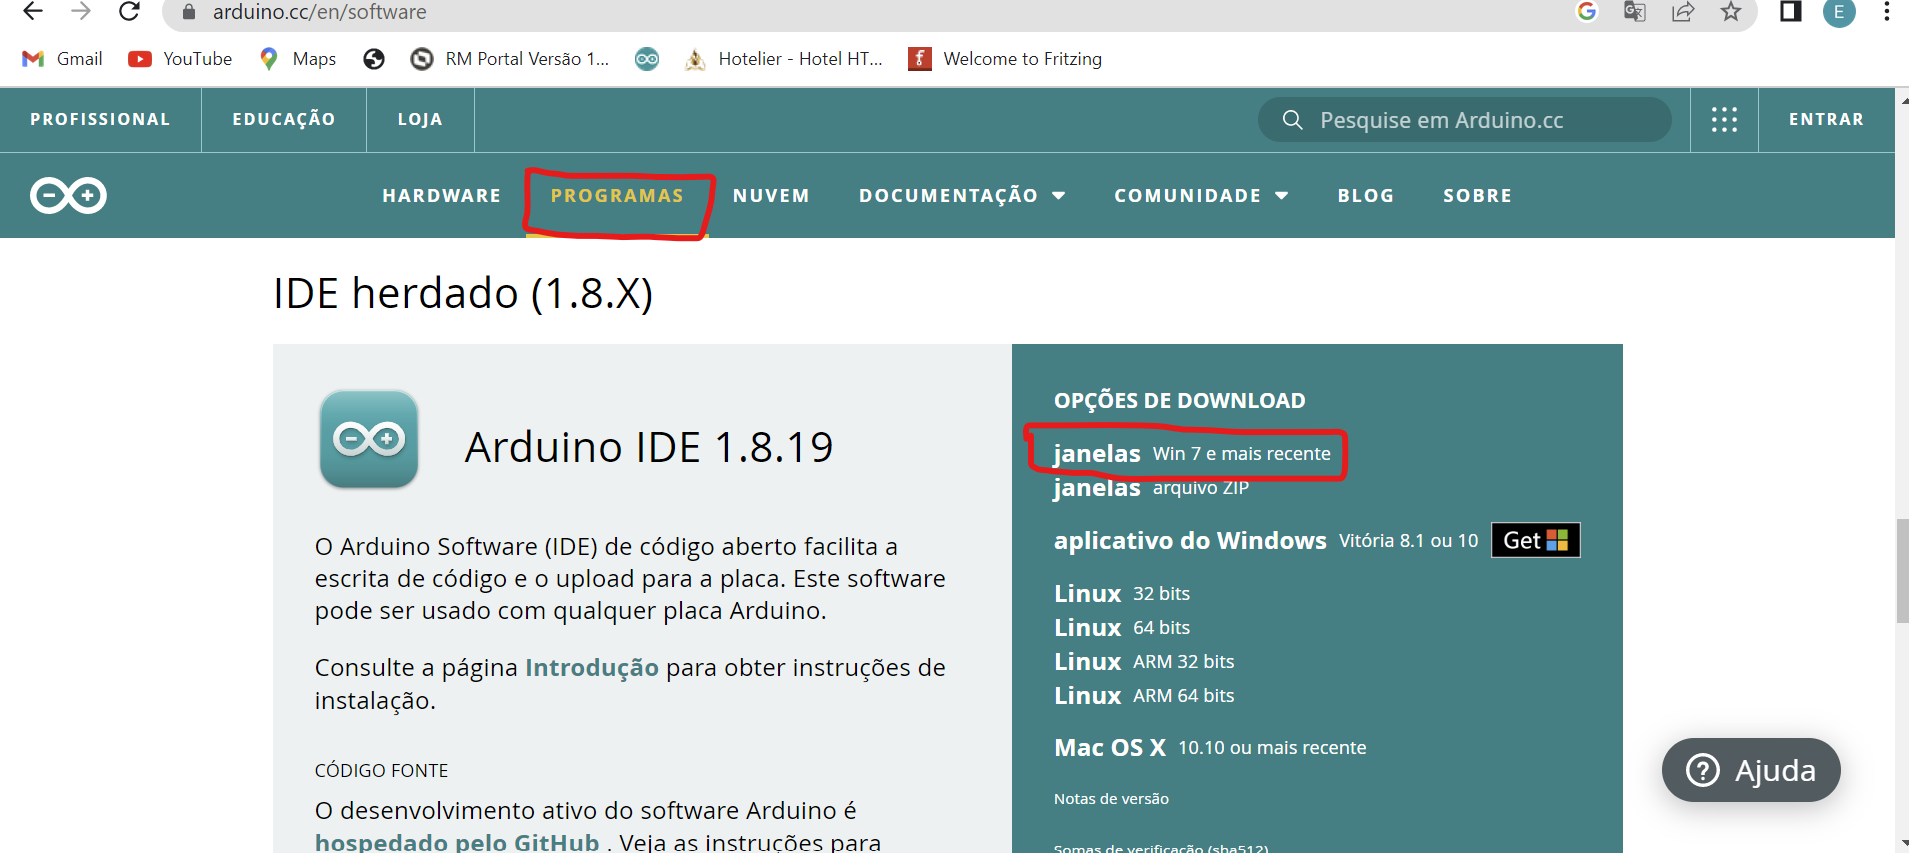 arduino.cc/en/software
E
Gmail YouTube Maps RM Portal Versão 1... Hotelier - Hotel HT... Welcome to Fritzing
PROFISSIONAL EDUCAÇÃO LOJA Pesquise em Arduino.cc ENTRAR
HARDWARE PROGRAMAS NUVEM DOCUMENTAÇÃO COMUNIDADE BLOG SOBRE
IDE herdado (1.8.X)
Arduino IDE 1.8.19
O Arduino Software (IDE) de código aberto facilita a
escrita de código e o upload para a placa. Este software
pode ser usado com qualquer placa Arduino.
Consulte a página Introdução para obter instruções de
instalação.
CÓDIGO FONTE
O desenvolvimento ativo do software Arduino é
hospedado pelo GitHub . Veja as instruções para
OPÇÕES DE DOWNLOAD
janelas Win 7 e mais recente
janelas arquivo ZIP
aplicativo do Windows Vitória 8.1 ou 10 Get
Linux 32 bits
Linux 64 bits
Linux ARM 32 bits
Linux ARM 64 bits
Mac OS X 10.10 ou mais recente
Notas de versão
Somas de verificação (sha512)
Ajuda